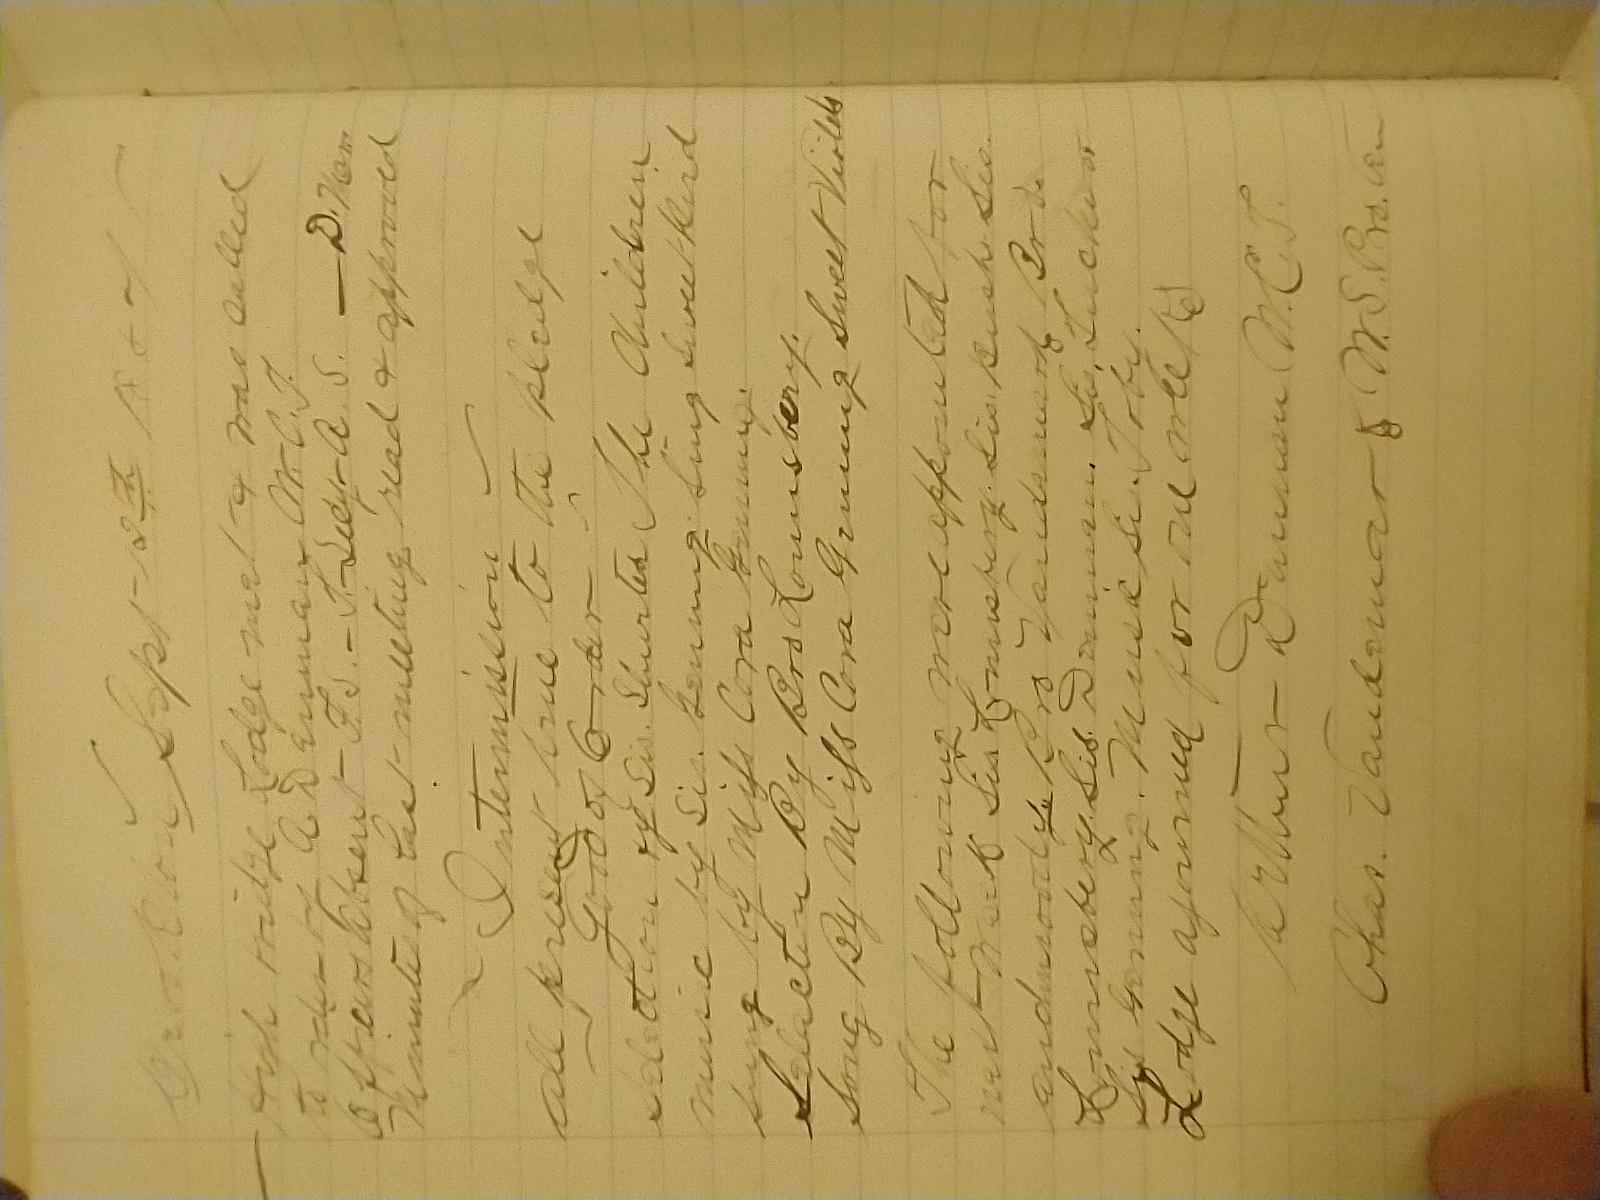 Sept 12th 188
High bridge Lodge met & was called
to order by A Denman W.C.T.
Officers Absent F.S. – T. – Secy – A. S. — D. Mar.
Minutes of last meeting read & approved
Intermission
all present true to the pledge
Good of Order
Selection by Sis. Shurter The Children
music by Sis. Genung. Sing Sweet Bird
sung by Miss Cora Genung.
Selection By Bro Lounsbery.
Song By Miss Cora Genung Sweet Violets
The following were appointed for
next Week Sis Lounsbery. Sis. Bush. Sis.
Bro Vandemark Bro.
Lounsbery. Sis. Denman. Sis. Tucker
Sis Genung. Music Sis. Toby.
Lodge ajourned for one week
Arthur Denman W.C.T.
Chas. Vandemark W.S. Pro. tem